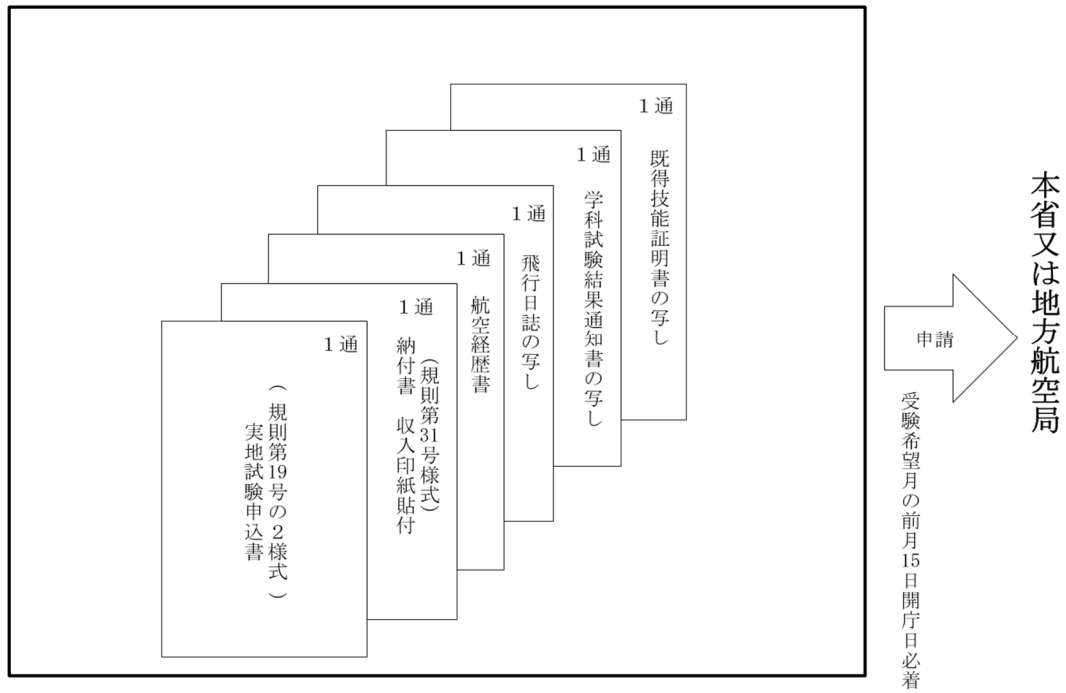 1通
実地試験申込書
(規則第19号の2様式)
1通
納付書 収入印紙貼付
(規則第31号様式)
1通
航空経歴書
1通
飛行日誌の写し
1通
学科試験結果通知書の写し
1通
既得技能証明書の写し
申請
受験希望月の前月15日開庁日必着
本省又は地方航空局